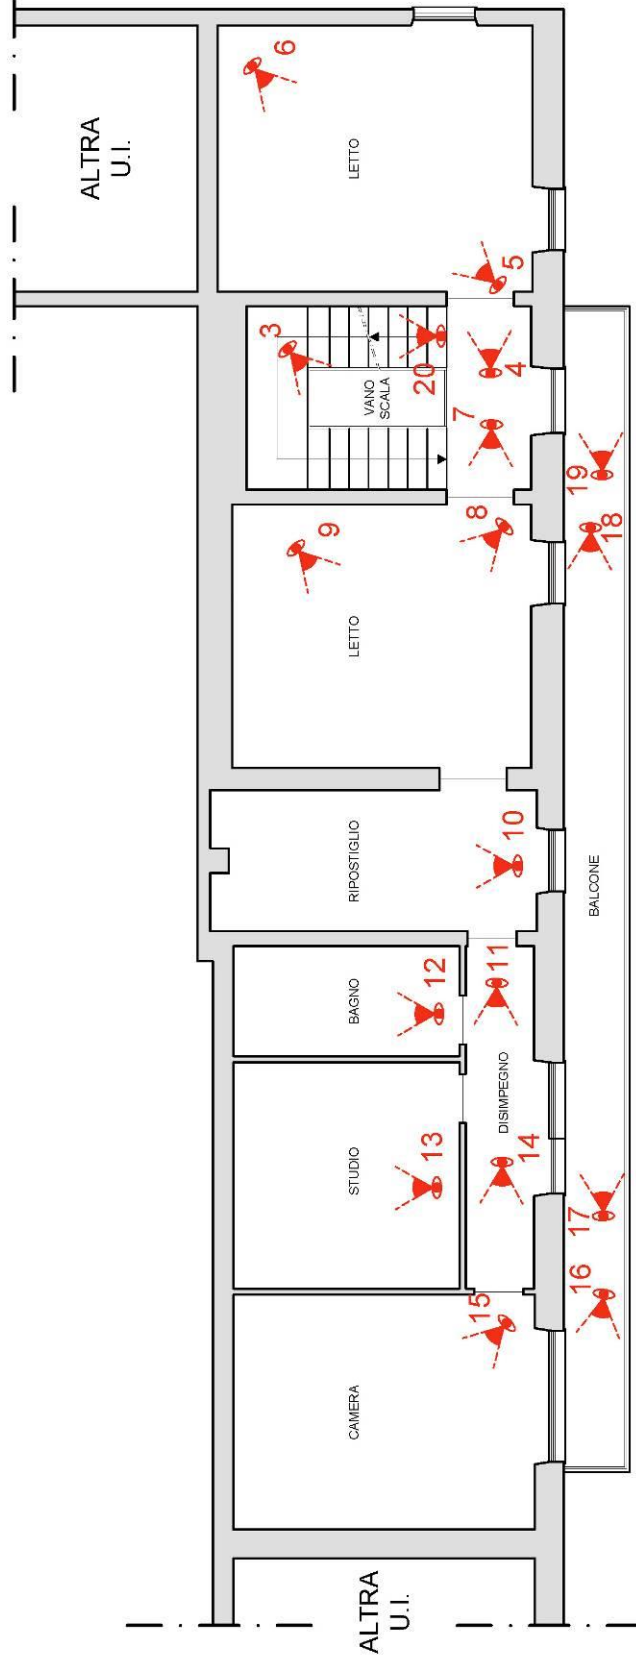 ALTRA
U.I.
6
3
9
CAMERA
STUDIO
BAGNO
RIPOSTIGLIO
LETTO
LETTO
ALTRA
U.I.
VANO
SCALA
13
12
20
7
15
8
11
DISIMPEGNO
14
10
4
5
16
17
19
BALCONE
18